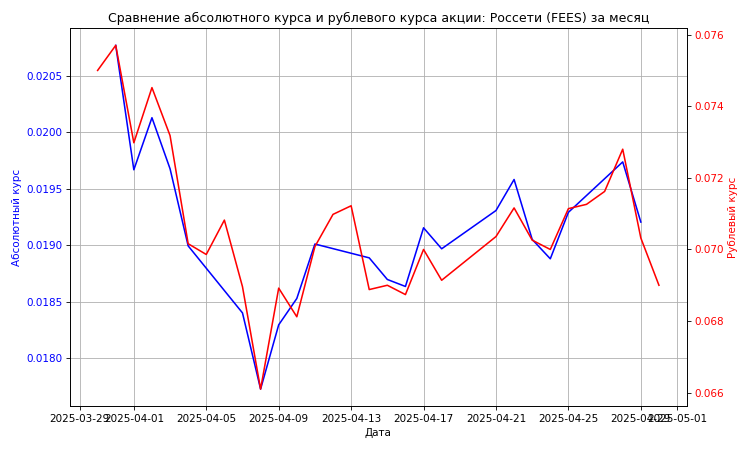 Сравнение абсолютного курса и рублевого курса акции: Россети (FEES) за месяц
0.0205
0.0200
0.0195
0.0190
0.0185
0.0180
Абсолютный курс
0.076
0.074
0.072
0.070
0.068
0.066
Рублевый курс
2025-03-29 2025-04-01 2025-04-05 2025-04-09 2025-04-13 2025-04-17 2025-04-21 2025-04-25 2025-04-29 2025-05-01
Дата